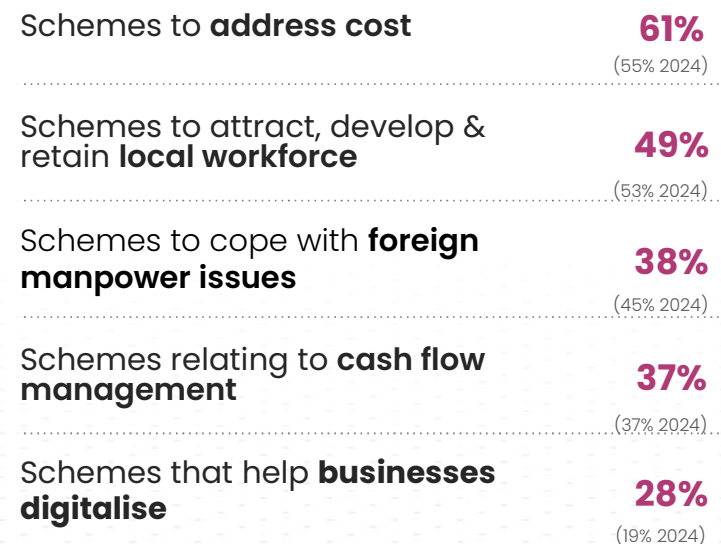 Schemes to address cost
61%
(55% 2024)
Schemes to attract, develop &
retain local workforce
49%
(53% 2024)
Schemes to cope with foreign
manpower issues
38%
(45% 2024)
Schemes relating to cash flow
management
37%
(37% 2024)
Schemes that help businesses
digitalise
28%
(19% 2024)